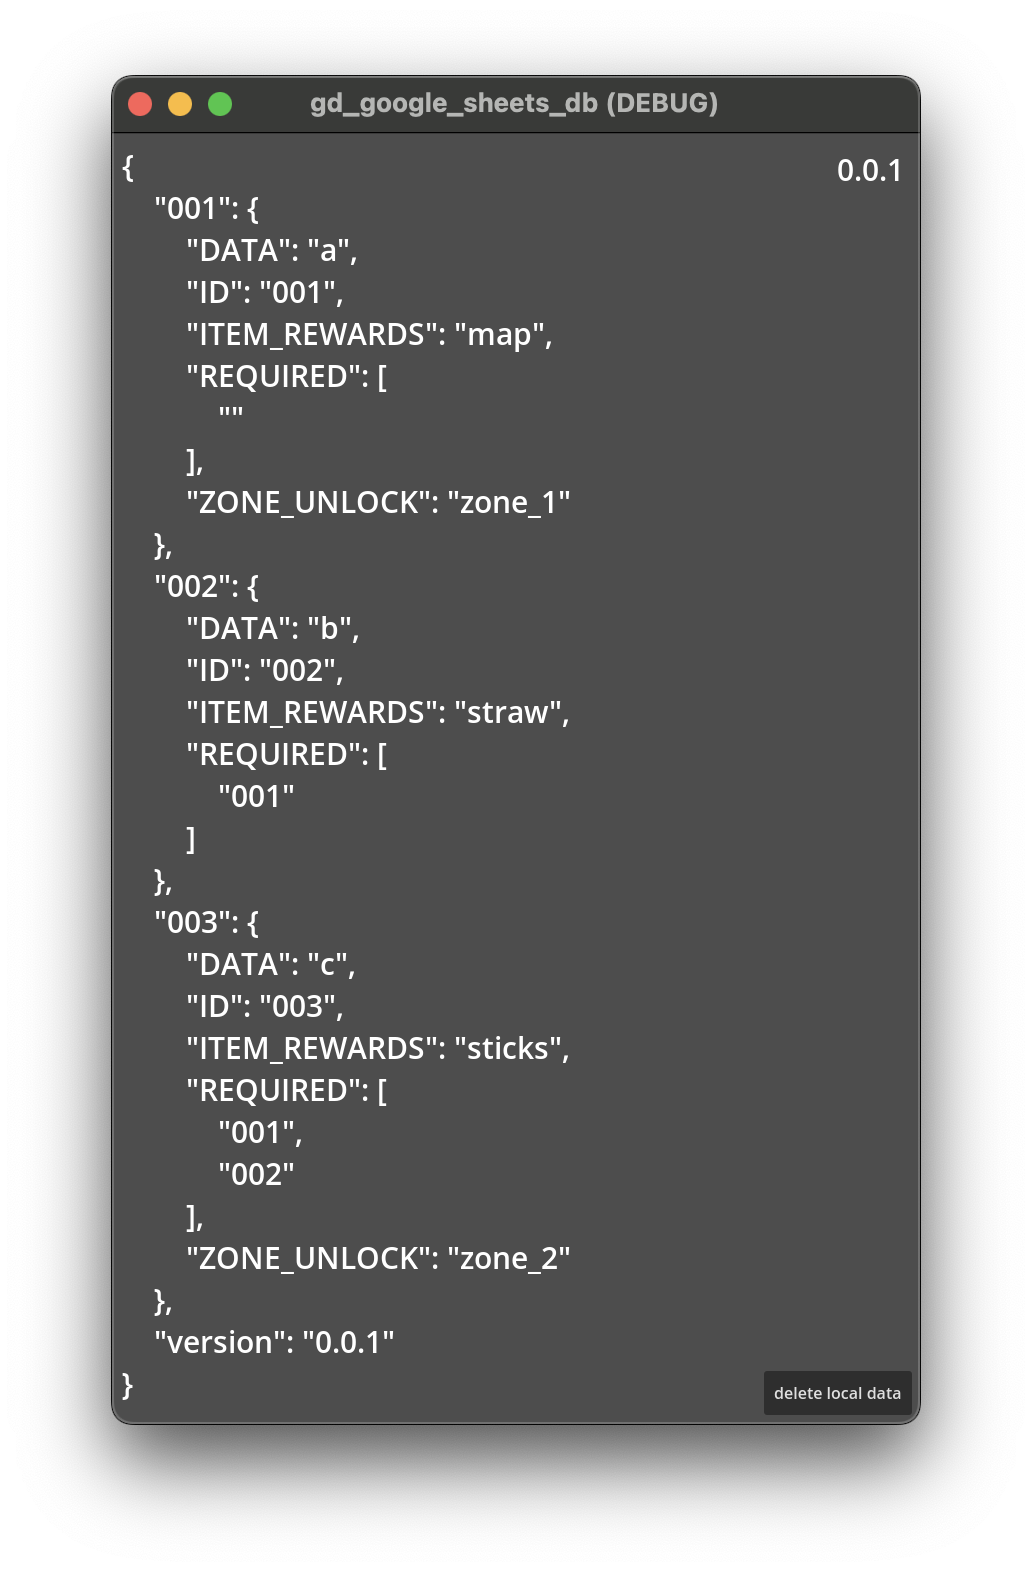 gd_google_sheets_db (DEBUG)
{
0.0.1
    "001": {
        "DATA": "a",
        "ID": "001",
        "ITEM_REWARDS": "map",
        "REQUIRED": [
            ""
        ],
        "ZONE_UNLOCK": "zone_1"
    },
    "002": {
        "DATA": "b",
        "ID": "002",
        "ITEM_REWARDS": "straw",
        "REQUIRED": [
            "001"
        ]
    },
    "003": {
        "DATA": "c",
        "ID": "003",
        "ITEM_REWARDS": "sticks",
        "REQUIRED": [
            "001",
            "002"
        ],
        "ZONE_UNLOCK": "zone_2"
    },
    "version": "0.0.1"
}
delete local data